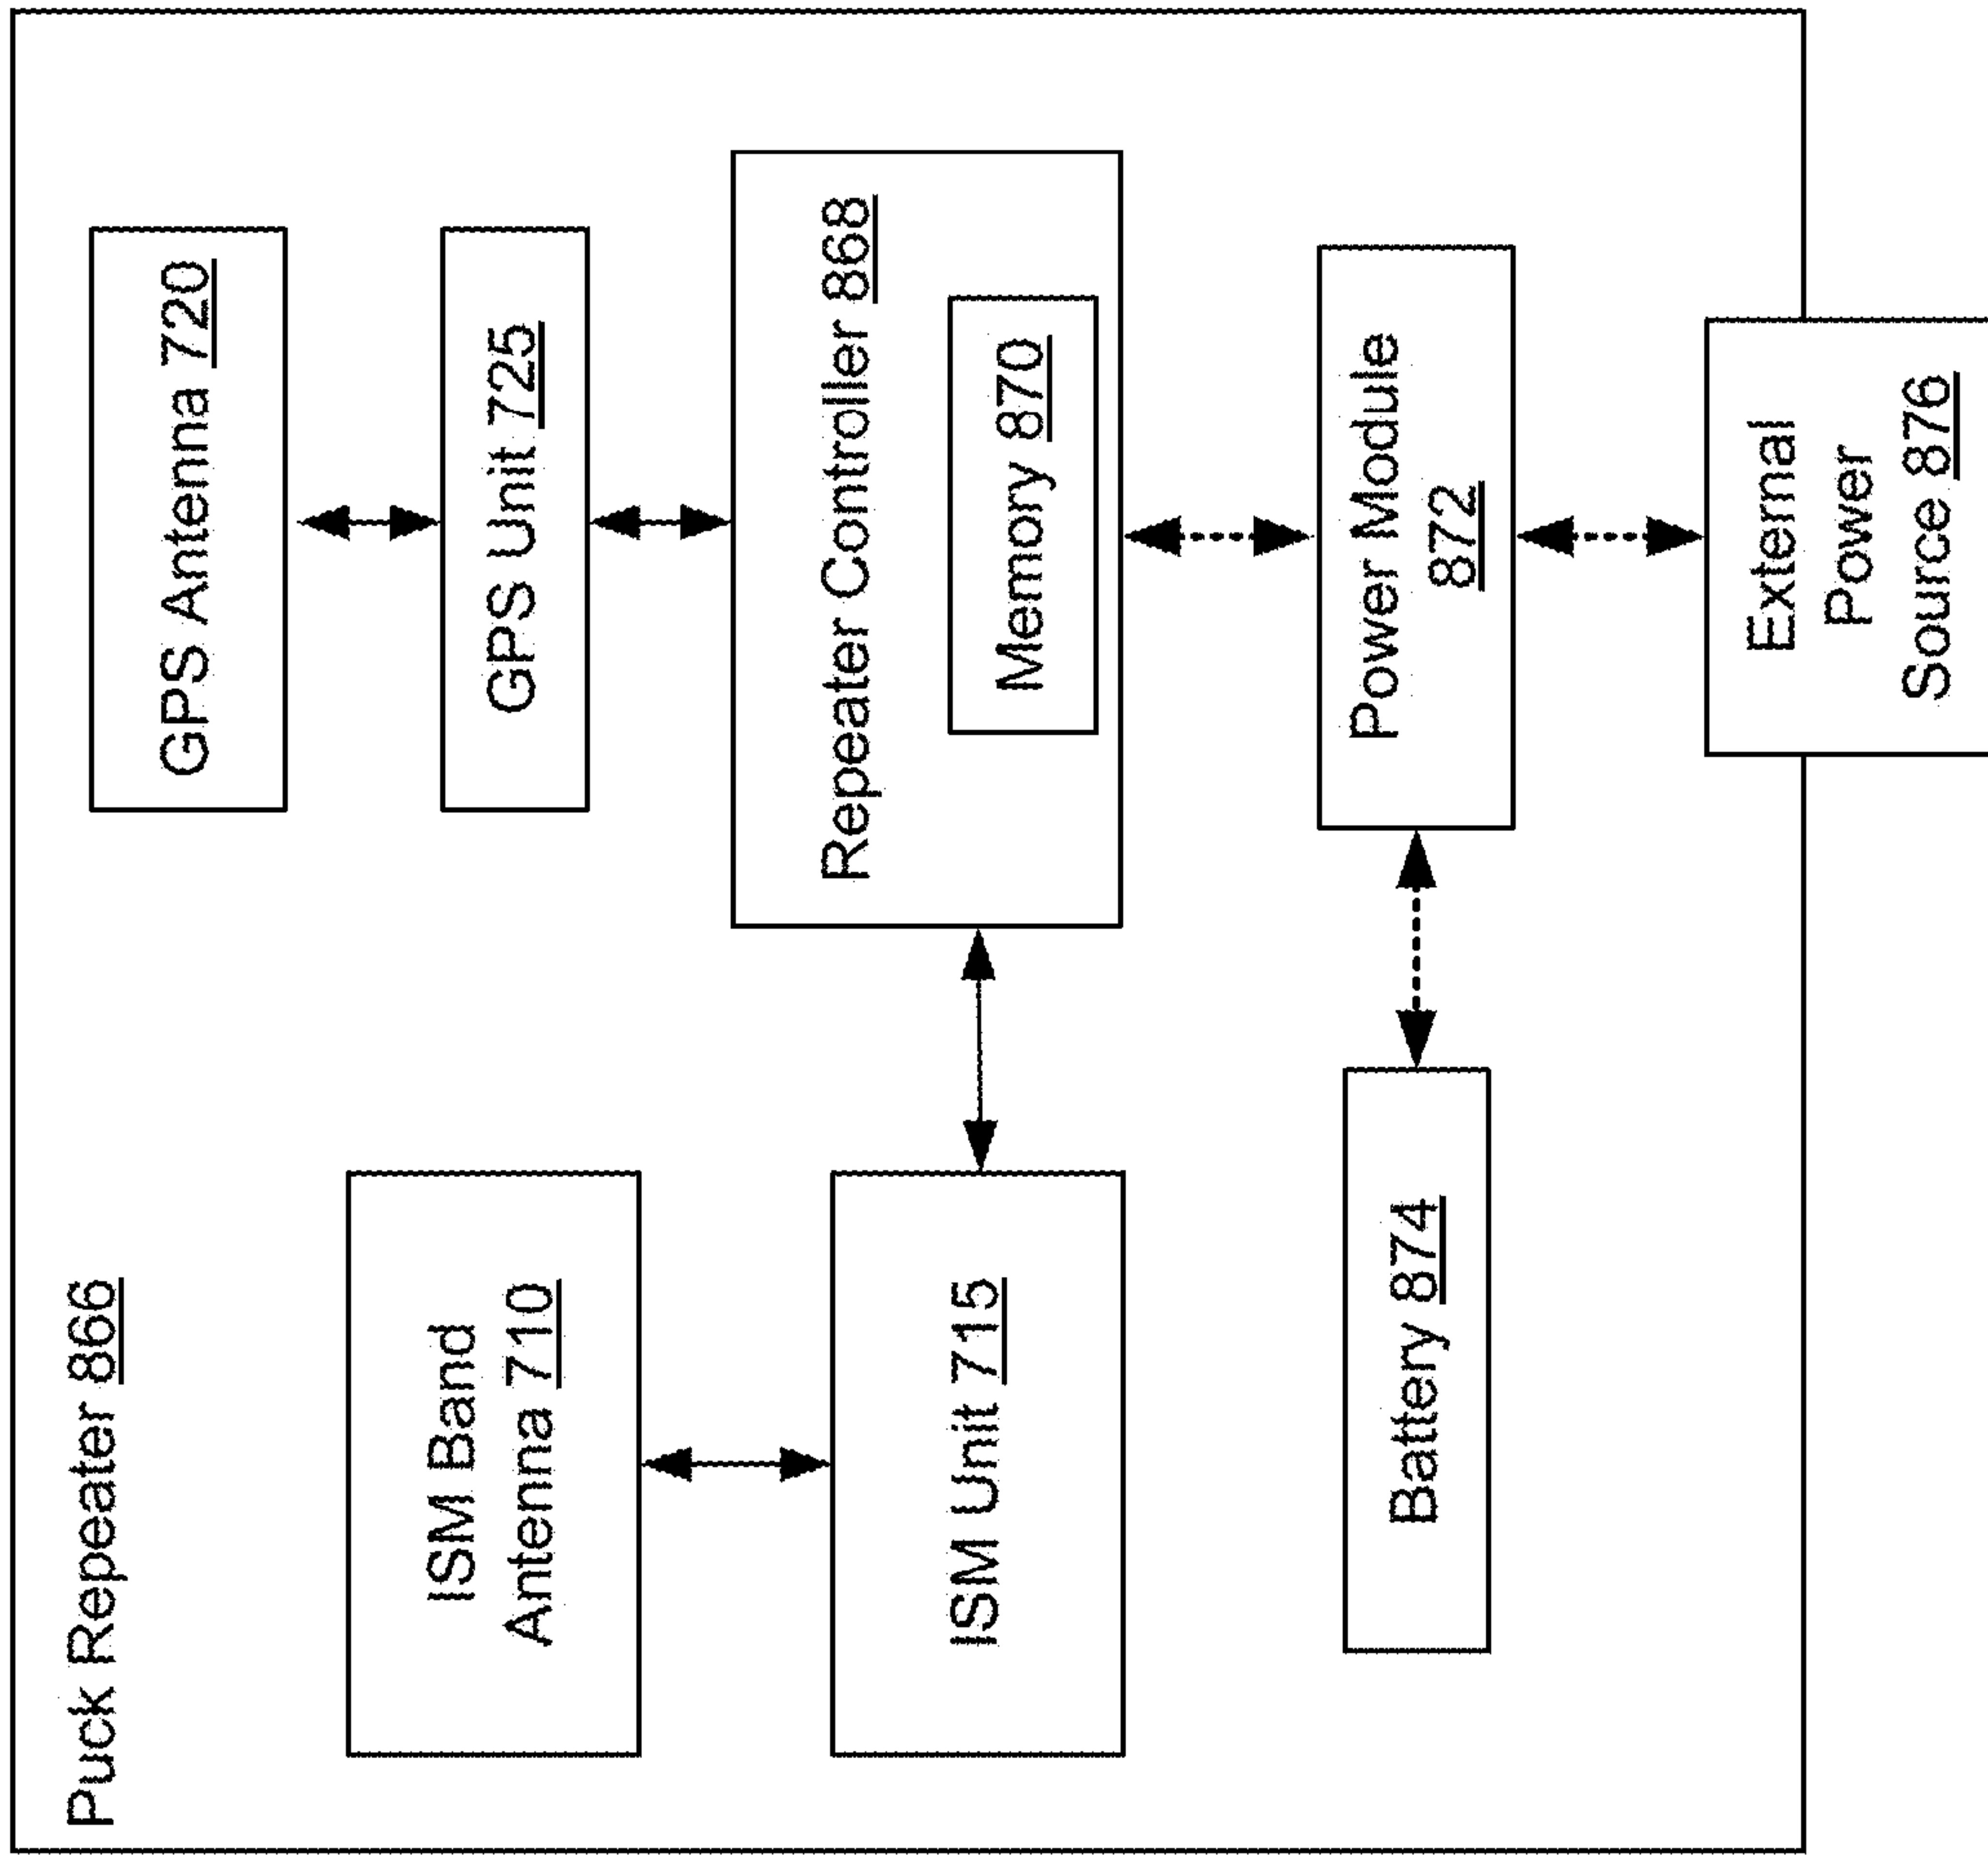 Puck Repeater 866
GPS Antenna 720
ISM Band
Antenna 710
GPS Unit 725
Repeater Controller 868
Memory 870
ISM Unit 715
Power Module
872
Battery 874
External
Power
Source 876